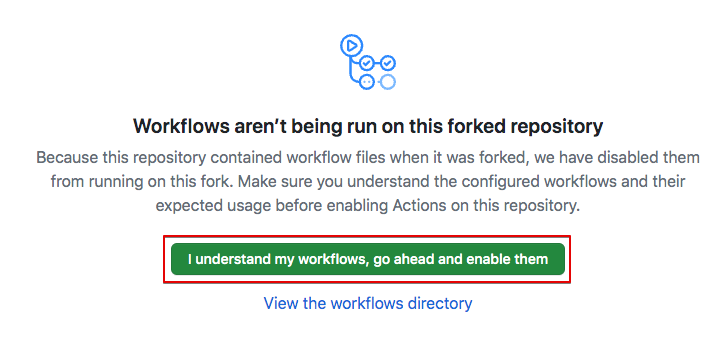 Workflows aren’t being run on this forked repository
Because this repository contained workflow files when it was forked, we have disabled them
from running on this fork. Make sure you understand the configured workflows and their
expected usage before enabling Actions on this repository.
I understand my workflows, go ahead and enable them
View the workflows directory